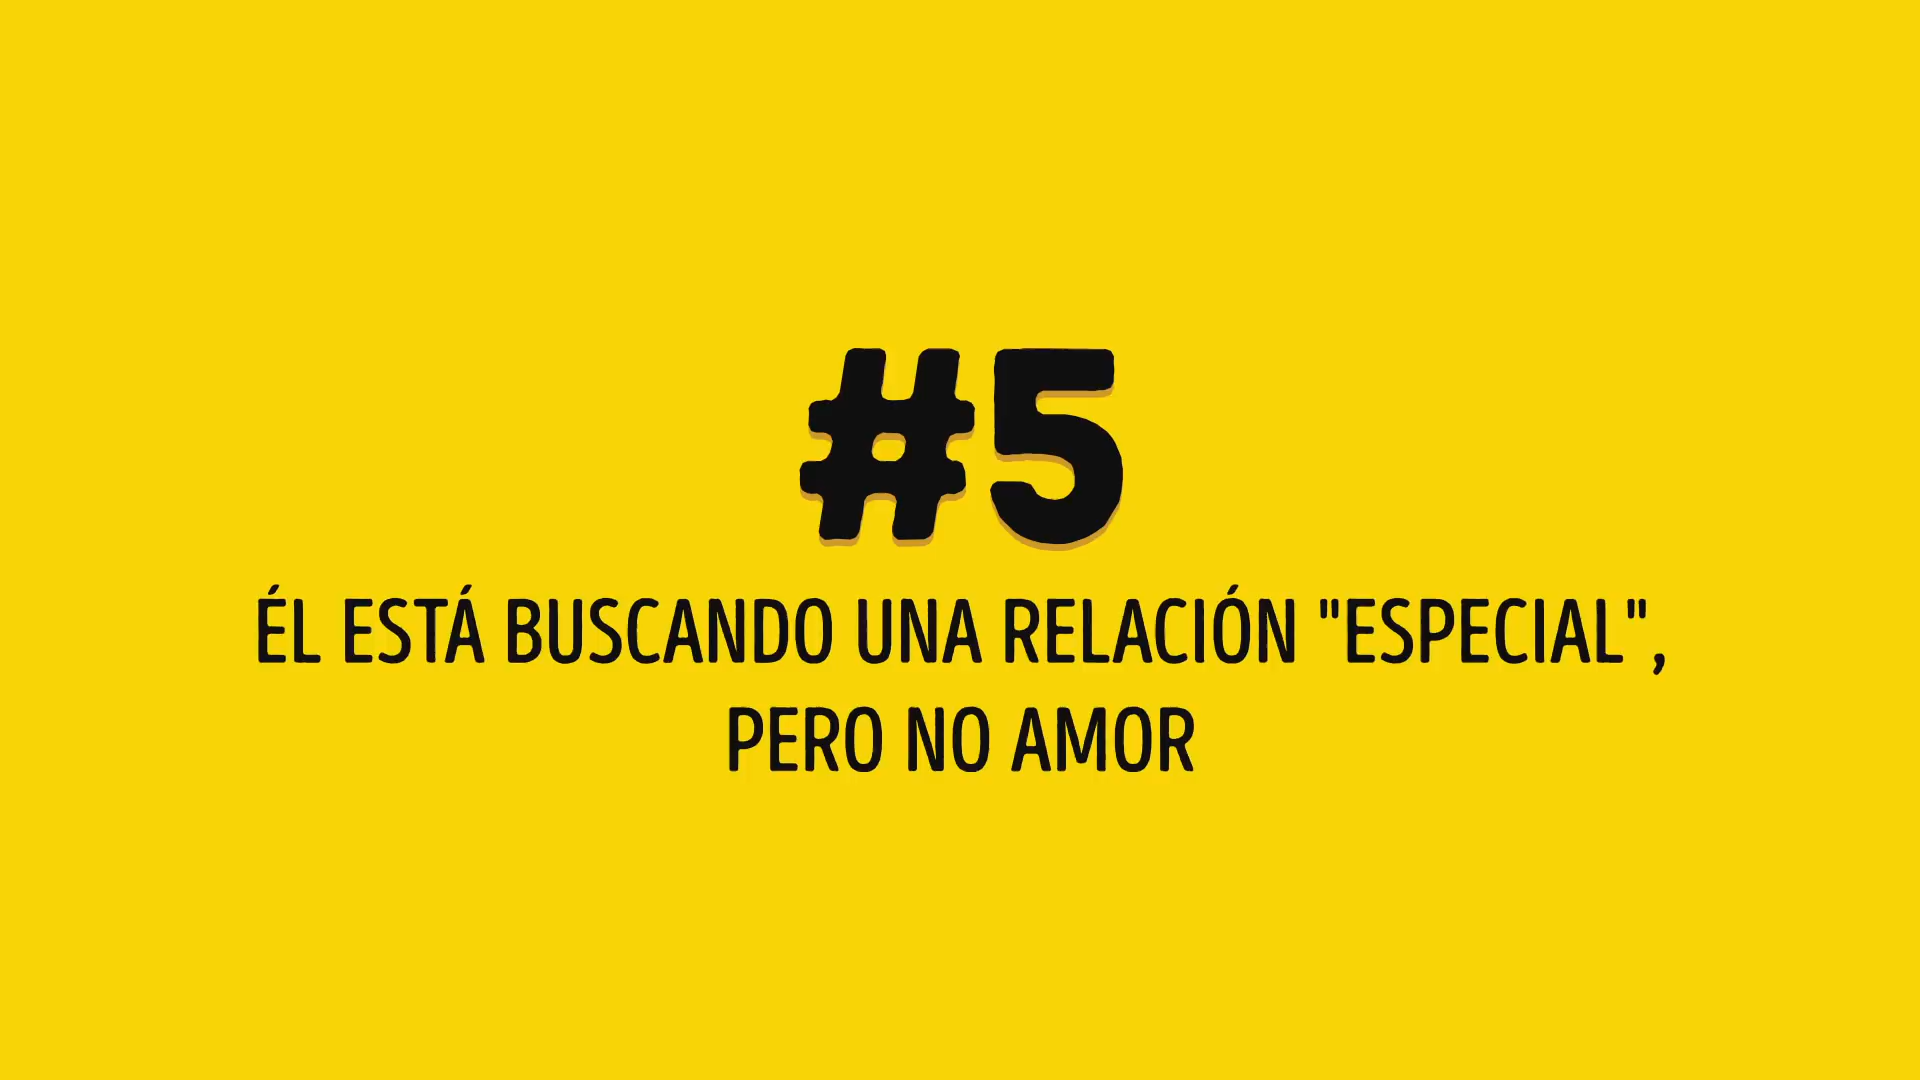 #5
ÉL ESTÁ BUSCANDO UNA RELACIÓN "ESPECIAL",
PERO NO AMOR